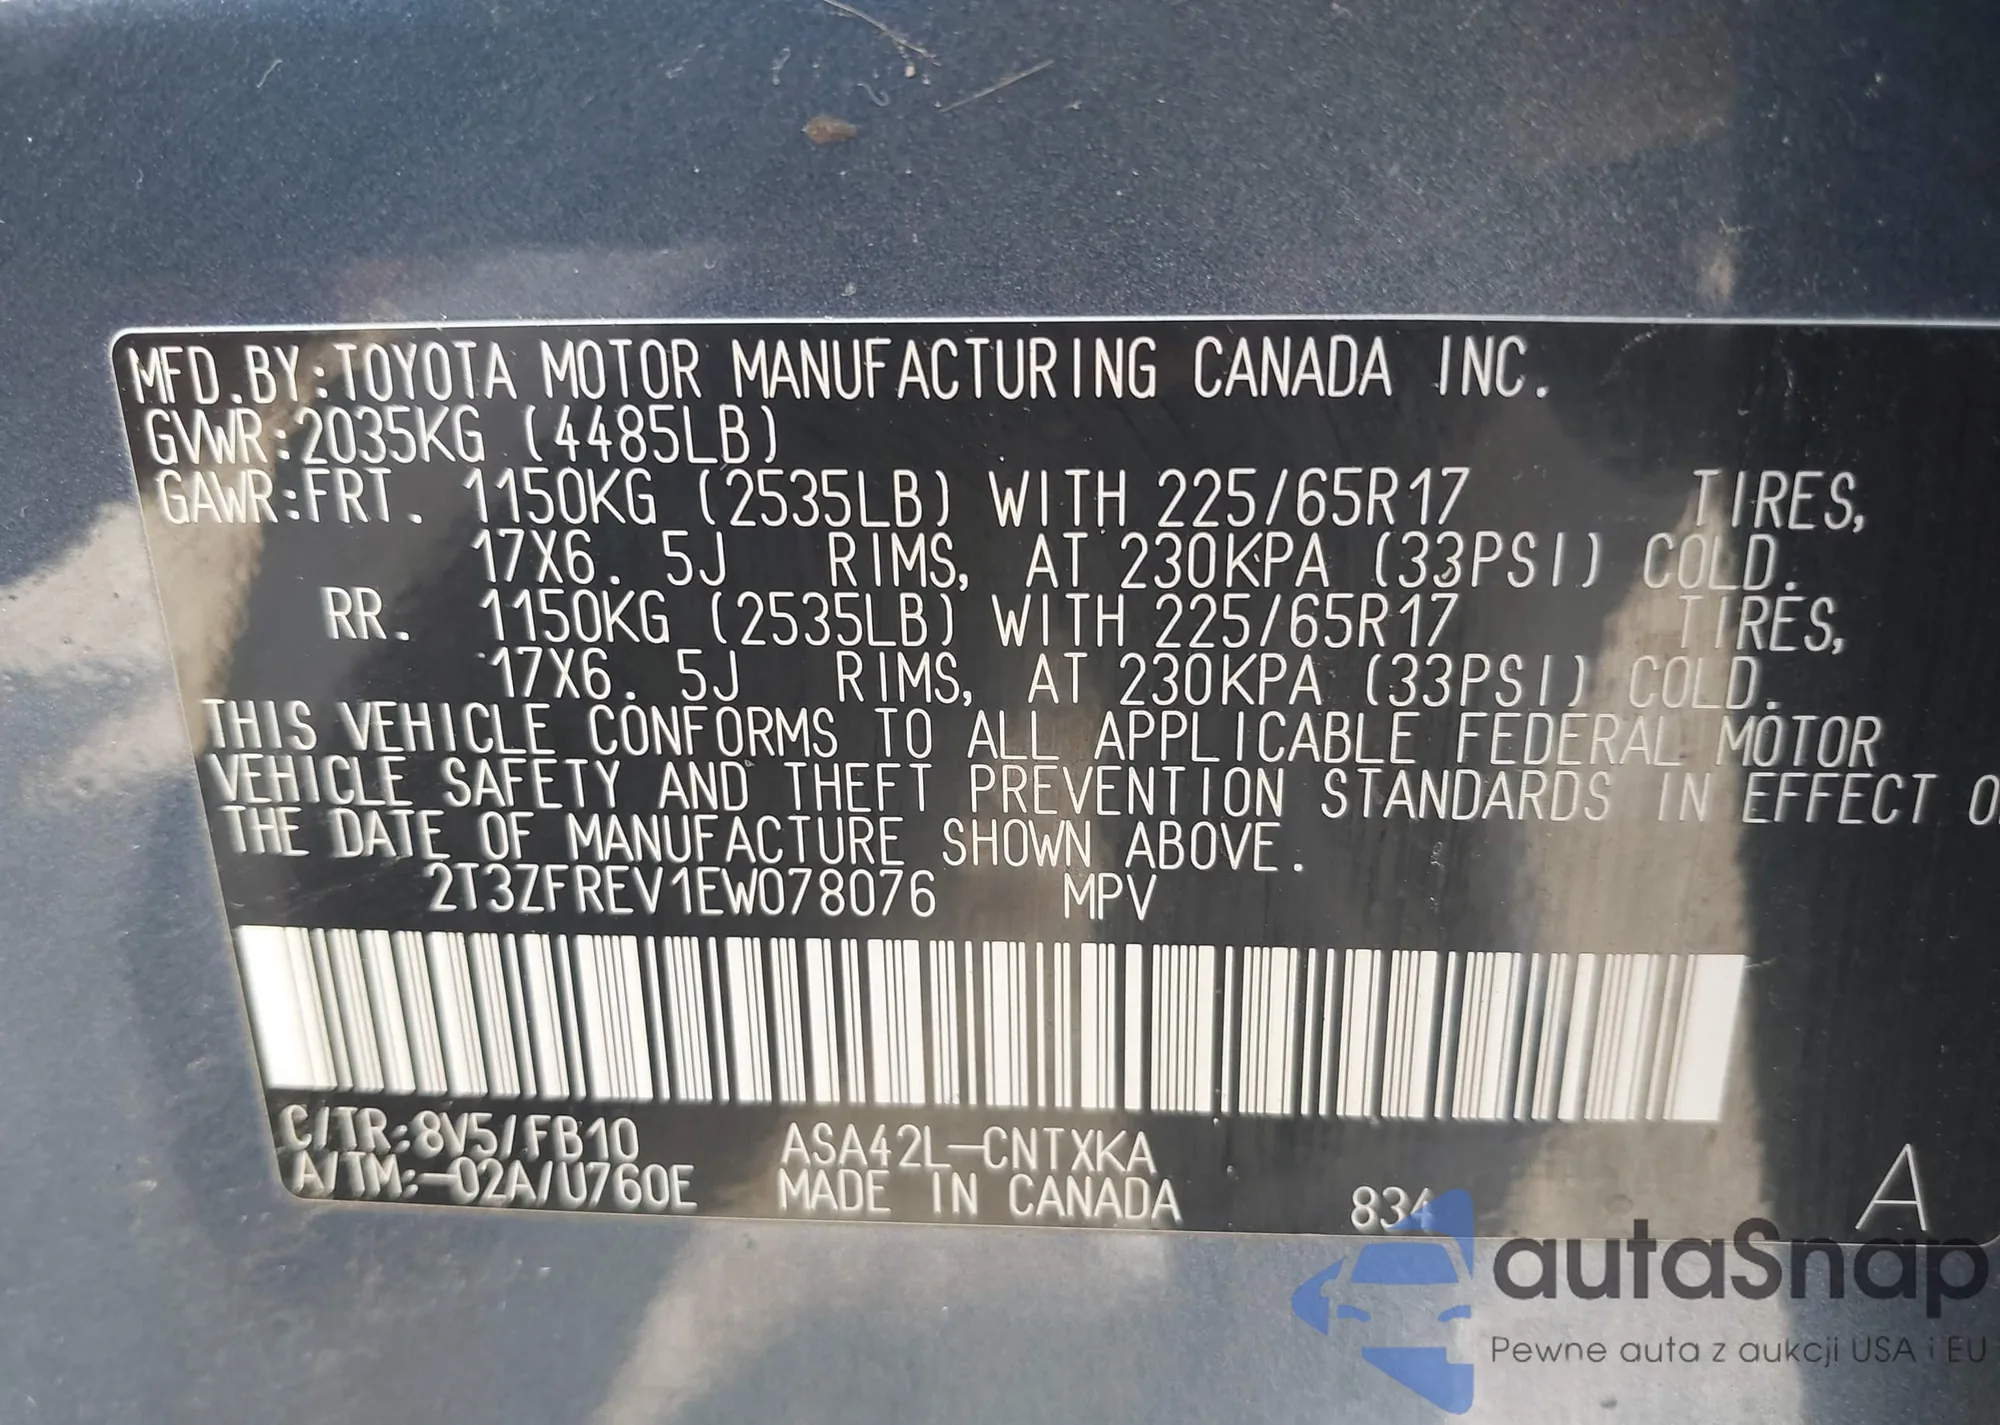 MFD.BY:TOYOTA MOTOR MANUFACTURING CANADA INC.
GVWR:2035KG (4485LB)
GAWR:FRT. 1150KG (2535LB) WITH 225/65R17 TIRES,
17X6.5J RIMS, AT 230KPA (33PSI) COLD.
RR. 1150KG (2535LB) WITH 225/65R17 TIRES,
17X6.5J RIMS, AT 230KPA (33PSI) COLD.
THIS VEHICLE CONFORMS TO ALL APPLICABLE FEDERAL MOTOR
VEHICLE SAFETY AND THEFT PREVENTION STANDARDS IN EFFECT
THE DATE OF MANUFACTURE SHOWN ABOVE.
2T3ZFREV1EW078076 MPV
C/TR:8V5/FB10 ASA42L-CNTXKA
A/TM:-02A/U760E MADE IN CANADA 834 A
autaSnap
Pewne auta z aukcji USA i EU